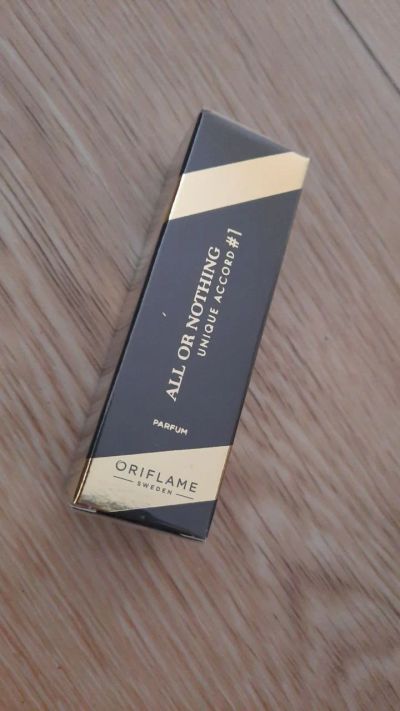 ALL OR NOTHING
UNIQUE ACCORD #1
PARFUM
ORIFLAME
SWEDEN